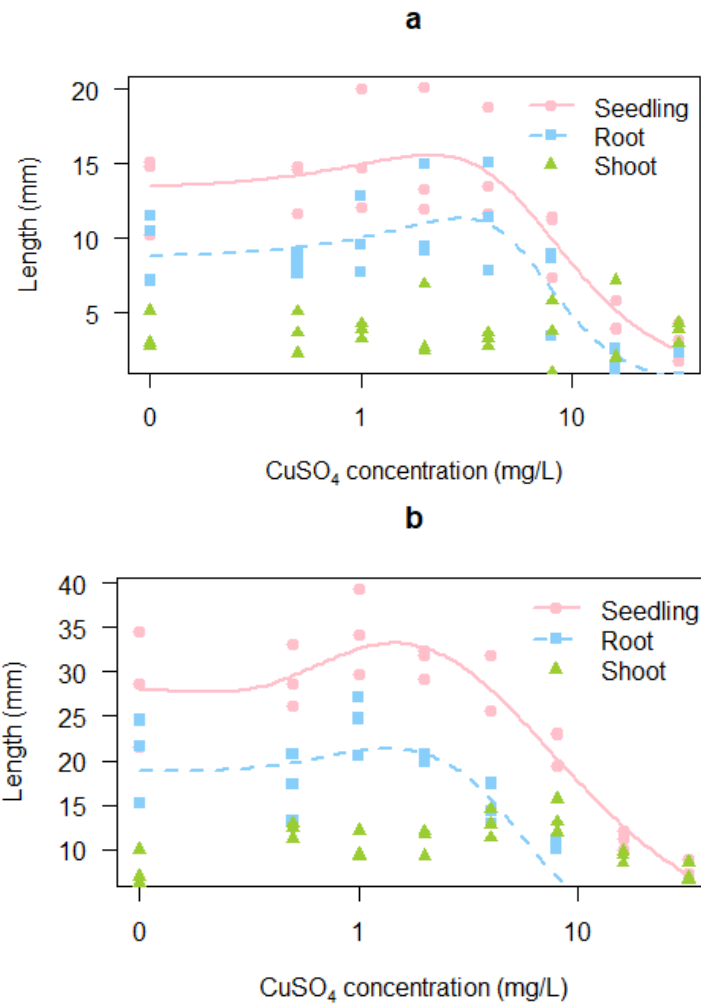 a
20
15
10
5
Length (mm)
Seedling
Root
Shoot
0 1 10
CuSO₄ concentration (mg/L)
b
40
35
30
25
20
15
10
Length (mm)
Seedling
Root
Shoot
0 1 10
CuSO₄ concentration (mg/L)